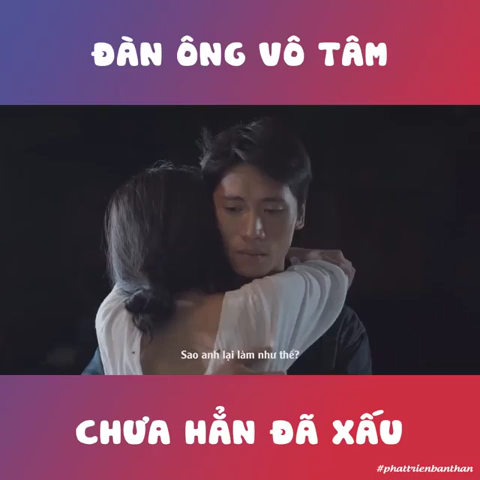 ĐÀN ÔNG VÔ TÂM
Sao anh lại làm như thế?
CHƯA HẲN ĐÃ XẤU
#phattrienbanthan